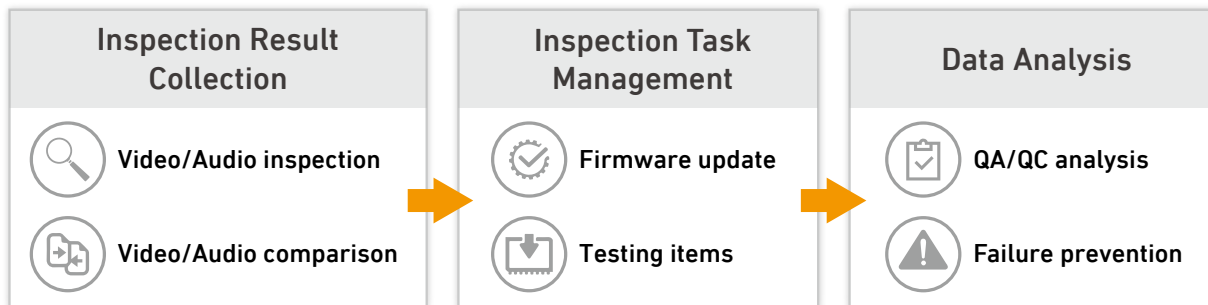 Inspection Result
Collection
Video/Audio inspection
Video/Audio comparison
Inspection Task
Management
Firmware update
Testing items
Data Analysis
QA/QC analysis
Failure prevention